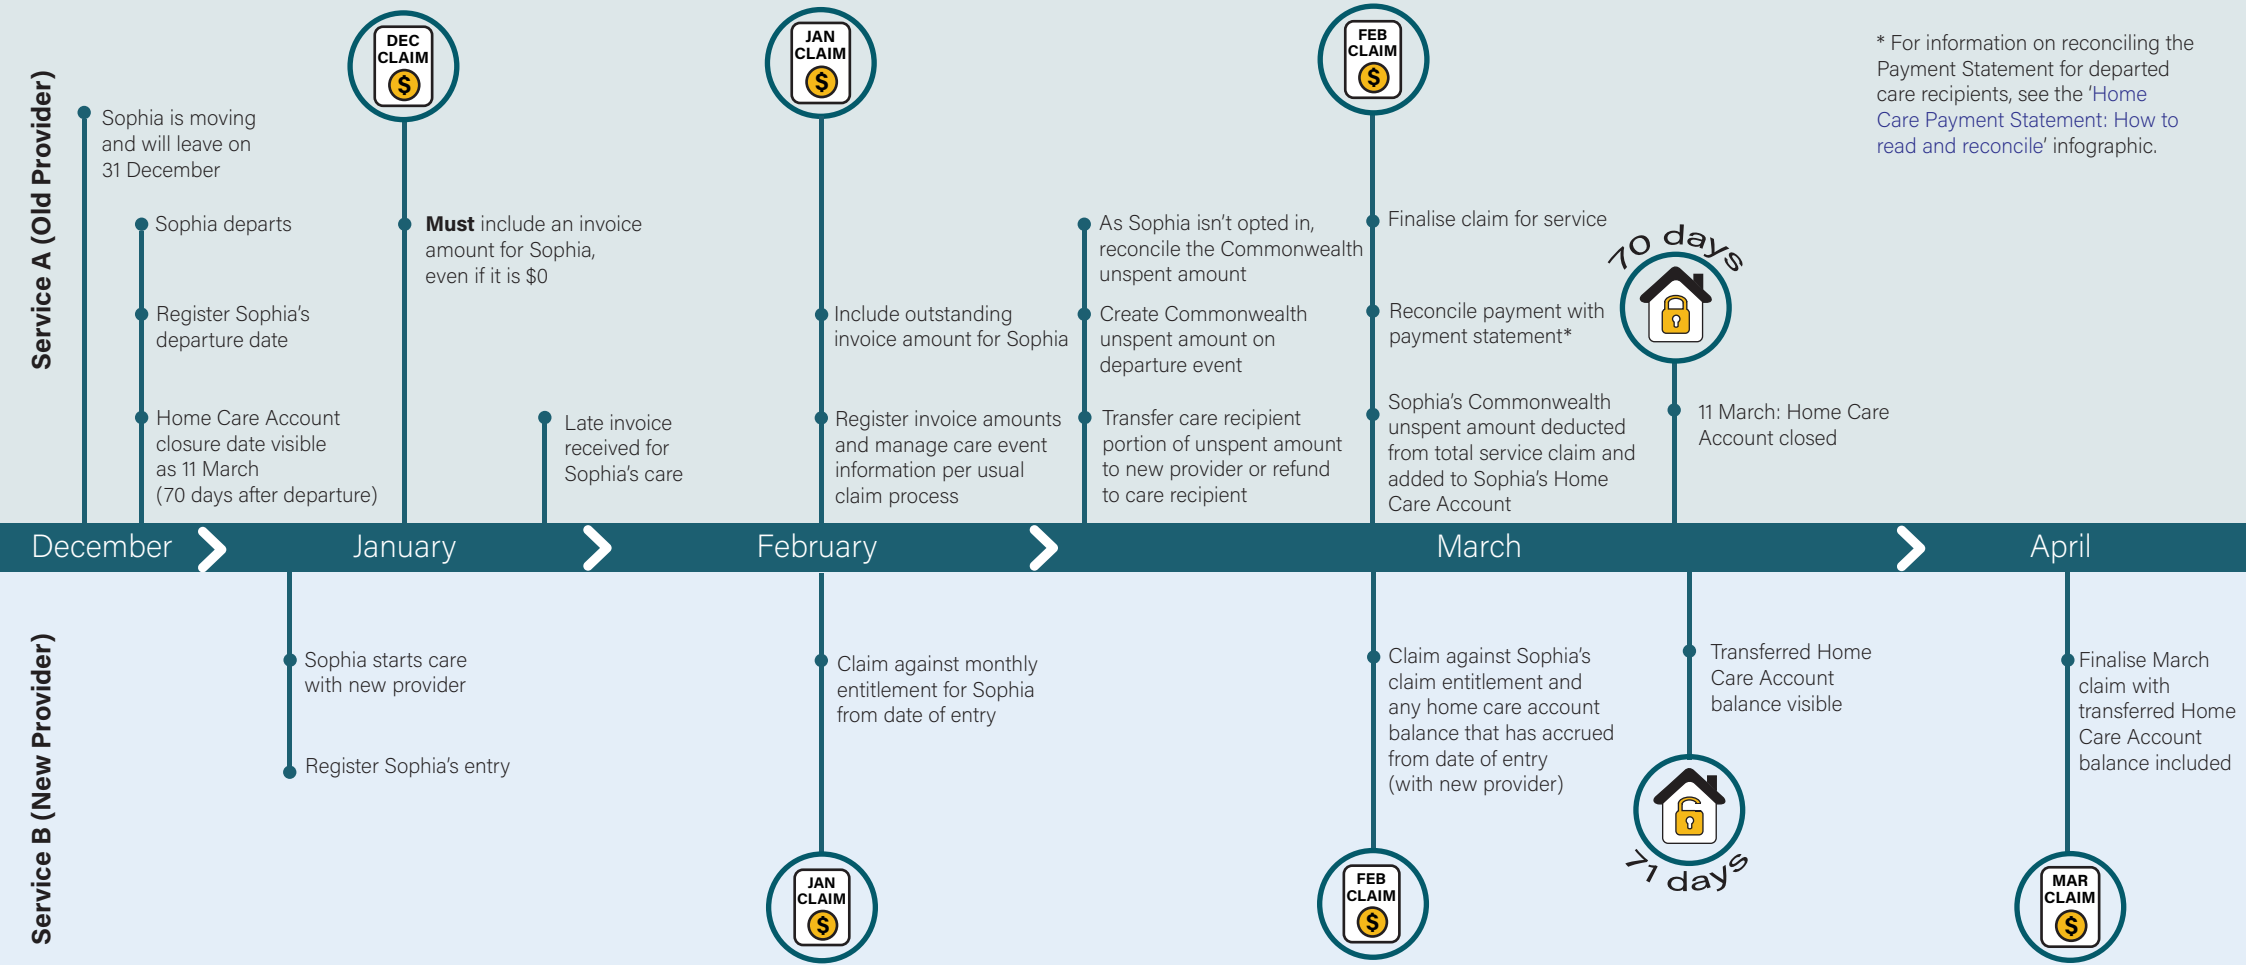 Service A (Old Provider)
Sophia is moving
and will leave on
31 December
Sophia departs
Register Sophia's
departure date
Home Care Account
closure date visible
as 11 March
(70 days after departure)
DEC
CLAIM
$
Must include an invoice
amount for Sophia,
even if it is $0
Late invoice
received for
Sophia's care
JAN
CLAIM
$
Include outstanding
invoice amount for Sophia
Register invoice amounts
and manage care event
information per usual
claim process
As Sophia isn't opted in,
reconcile the Commonwealth
unspent amount
Create Commonwealth
unspent amount on
departure event
Transfer care recipient
portion of unspent amount
to new provider or refund
to care recipient
FEB
CLAIM
$
Finalise claim for service
Reconcile payment with
payment statement*
Sophia's Commonwealth
unspent amount deducted
from total service claim and
added to Sophia's Home
Care Account
70 days
11 March: Home Care
Account closed
* For information on reconciling the
Payment Statement for departed
care recipients, see the 'Home
Care Payment Statement: How to
read and reconcile' infographic.
December
January
February
March
April
Service B (New Provider)
Sophia starts care
with new provider
Register Sophia's entry
Claim against monthly
entitlement for Sophia
from date of entry
JAN
CLAIM
$
Claim against Sophia's
claim entitlement and
any home care account
balance that has accrued
from date of entry
(with new provider)
FEB
CLAIM
$
Transferred Home
Care Account
balance visible
71 days
Finalise March
claim with
transferred Home
Care Account
balance included
MAR
CLAIM
$